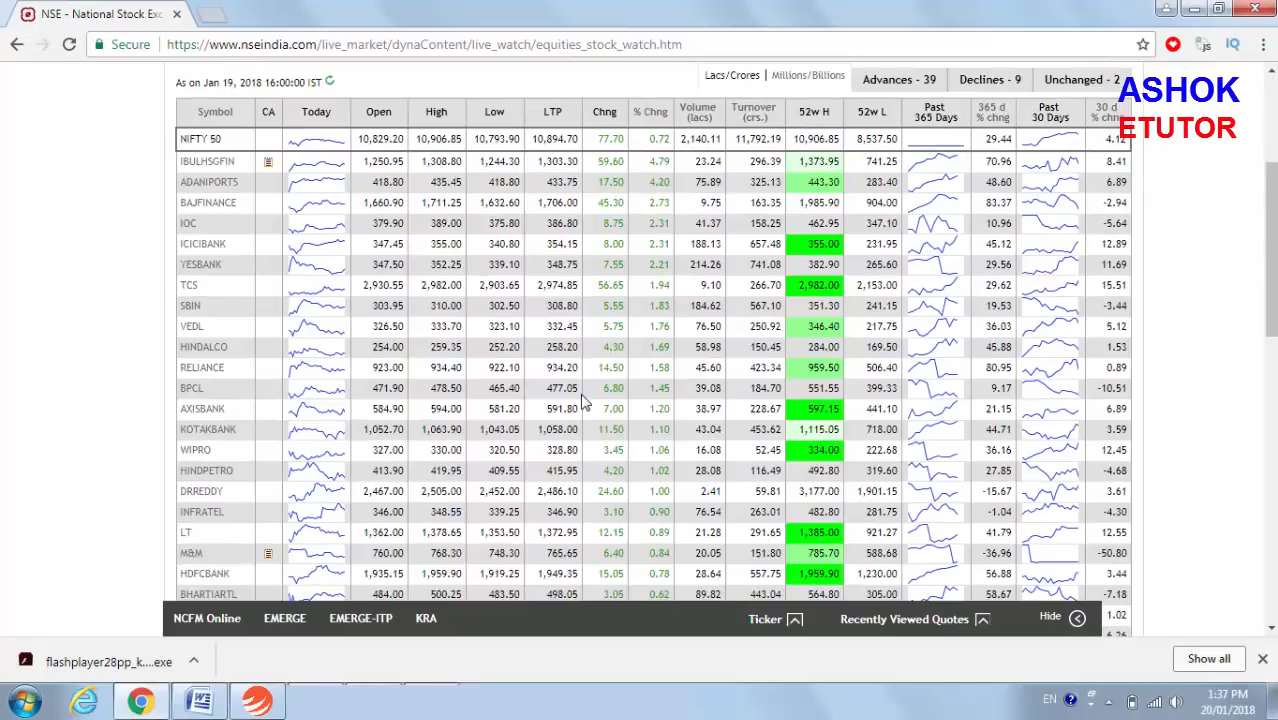 NSE - National Stock Exc
Secure https://www.nseindia.com/live_market/dynaContent/live_watch/equities_stock_watch.htm
js IQ
As on Jan 19, 2018 16:00:00 IST Lacs/Crores | Millions/Billions Advances - 39 Declines - 9 Unchanged - 2
ASHOK
ETUTOR
Symbol CA Today Open High Low LTP Chng % Chng Volume (lacs) Turnover (crs.) 52w H 52w L Past 365 Days 365 d % chng Past 30 Days 30 d % chng
NIFTY 50 10,829.20 10,906.85 10,793.90 10,894.70 77.70 0.72 2,140.11 11,792.19 10,906.85 8,537.50 29.44 4.12
IBULHSGFIN 1,250.95 1,308.80 1,244.30 1,303.30 59.60 4.79 23.24 296.39 1,373.95 741.25 70.96 8.41
ADANIPORTS 418.80 435.45 418.80 433.75 17.50 4.20 75.89 325.13 443.30 283.40 48.60 6.89
BAJFINANCE 1,660.90 1,711.25 1,632.60 1,706.00 45.30 2.73 9.75 163.35 1,985.90 904.00 83.37 -2.94
IOC 379.90 389.00 375.80 386.80 8.75 2.31 41.37 158.25 462.95 347.10 10.96 -5.64
ICICIBANK 347.45 355.00 340.80 354.15 8.00 2.31 188.13 657.48 355.00 231.95 45.12 12.89
YESBANK 347.50 352.25 339.10 348.75 7.55 2.21 214.26 741.08 382.90 265.60 29.56 11.69
TCS 2,930.55 2,982.00 2,903.65 2,974.85 56.65 1.94 9.10 266.70 2,982.00 2,153.00 29.62 15.51
SBIN 303.95 310.00 302.50 308.80 5.55 1.83 184.62 567.10 351.30 241.15 19.53 -3.44
VEDL 326.50 333.70 323.10 332.45 5.75 1.76 76.50 250.92 346.40 217.75 36.03 5.12
HINDALCO 254.00 259.35 252.20 258.20 4.30 1.69 58.98 150.45 284.00 169.50 45.88 1.53
RELIANCE 923.00 934.40 922.10 934.20 14.50 1.58 45.60 423.34 959.50 506.40 80.95 0.89
BPCL 471.90 478.50 465.40 477.05 6.80 1.45 39.08 184.70 551.55 399.33 9.17 -10.51
AXISBANK 584.90 594.00 581.20 591.80 7.00 1.20 38.97 228.67 597.15 441.10 21.15 6.89
KOTAKBANK 1,052.70 1,063.90 1,043.05 1,058.00 11.50 1.10 43.04 453.62 1,115.05 718.00 44.71 3.59
WIPRO 327.00 330.00 320.50 328.80 3.45 1.06 16.08 52.45 334.00 222.68 36.16 12.45
HINDPETRO 413.90 419.95 409.55 415.95 4.20 1.02 28.08 116.49 492.80 319.60 27.85 -4.68
DRREDDY 2,467.00 2,505.00 2,452.00 2,486.10 24.60 1.00 2.41 59.81 3,177.00 1,901.15 -15.67 3.61
INFRATEL 346.00 348.55 339.25 346.90 3.10 0.90 76.54 263.01 482.80 281.75 -1.04 -4.30
LT 1,362.00 1,378.65 1,353.50 1,372.95 12.15 0.89 21.28 291.65 1,385.00 921.27 41.79 12.55
M&M 760.00 768.30 748.30 765.65 6.40 0.84 20.05 151.80 785.70 588.68 -36.96 -50.80
HDFCBANK 1,935.15 1,959.90 1,919.25 1,949.35 15.05 0.78 28.64 557.75 1,959.90 1,230.00 56.88 3.44
BHARTIARTL 484.00 500.25 483.50 498.05 3.05 0.62 89.82 443.04 564.80 305.00 58.67 -7.18
1.02
NCFM Online EMERGE EMERGE-ITP KRA Ticker Recently Viewed Quotes Hide
flashplayer28pp_k....exe Show all
EN 1:37 PM
20/01/2018